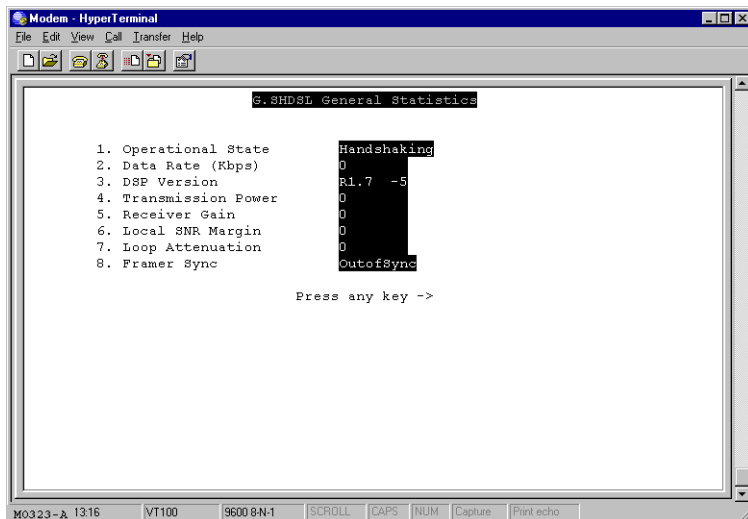 Modem - HyperTerminal
File Edit View Call Transfer Help
G.SHDSL General Statistics
1. Operational State Handshaking
2. Data Rate (Kbps) 0
3. DSP Version R1.7 -5
4. Transmission Power 0
5. Receiver Gain 0
6. Local SNR Margin 0
7. Loop Attenuation 0
8. Framer Sync OutofSync
Press any key ->
M0323-A 13:16 VT100 9600 8-N-1 SCROLL CAPS NUM Capture Print echo